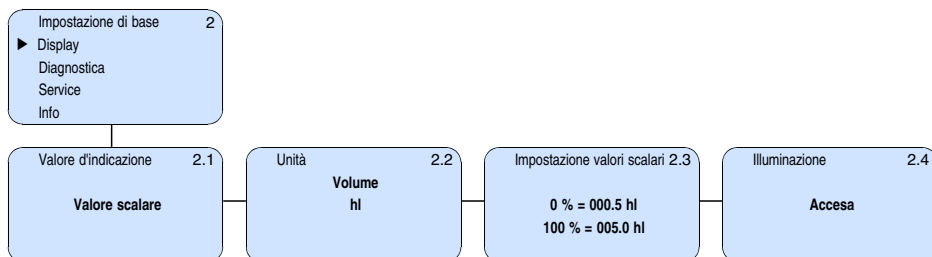 Impostazione di base 2
▶ Display
Diagnostica
Service
Info
Valore d'indicazione 2.1
Valore scalare
Unità 2.2
Volume
hl
Impostazione valori scalari 2.3
0 % = 000.5 hl
100 % = 005.0 hl
Illuminazione 2.4
Accesa